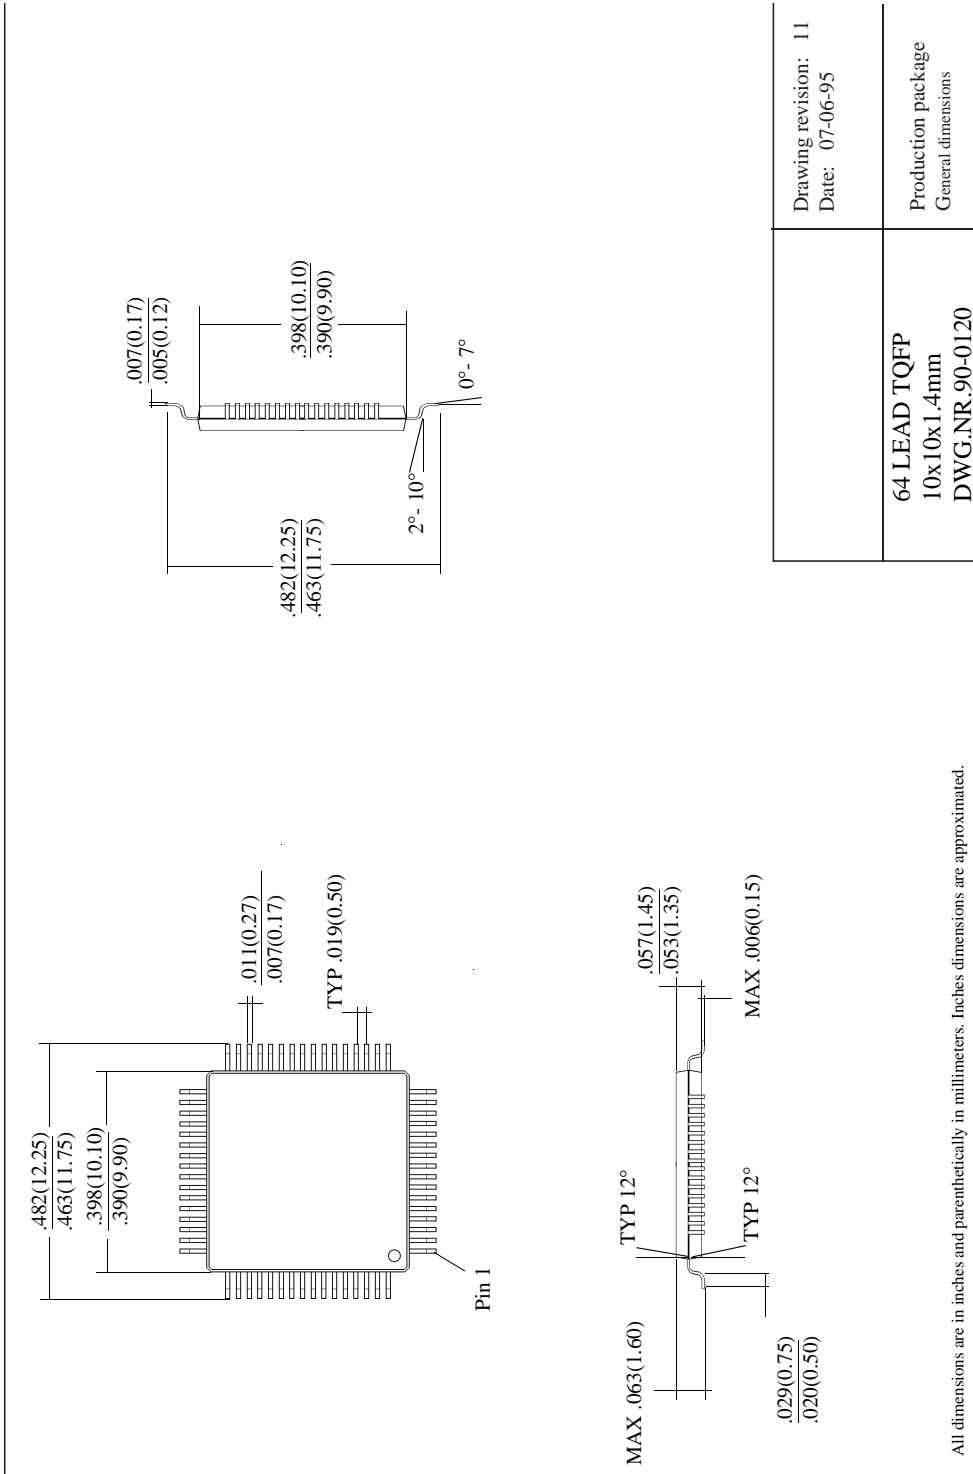 .482(12.25)
.463(11.75)
.398(10.10)
.390(9.90)
.011(0.27)
.007(0.17)
TYP .019(0.50)
Pin 1
.007(0.17)
.005(0.12)
.398(10.10)
.390(9.90)
.482(12.25)
.463(11.75)
2°- 10°
0°- 7°
MAX .063(1.60)
TYP 12°
TYP 12°
.029(0.75)
.020(0.50)
.057(1.45)
.053(1.35)
MAX .006(0.15)
Drawing revision: 11
Date: 07-06-95
64 LEAD TQFP
10x10x1.4mm
DWG.NR.90-0120
Production package
General dimensions
All dimensions are in inches and parenthetically in millimeters. Inches dimensions are approximated.